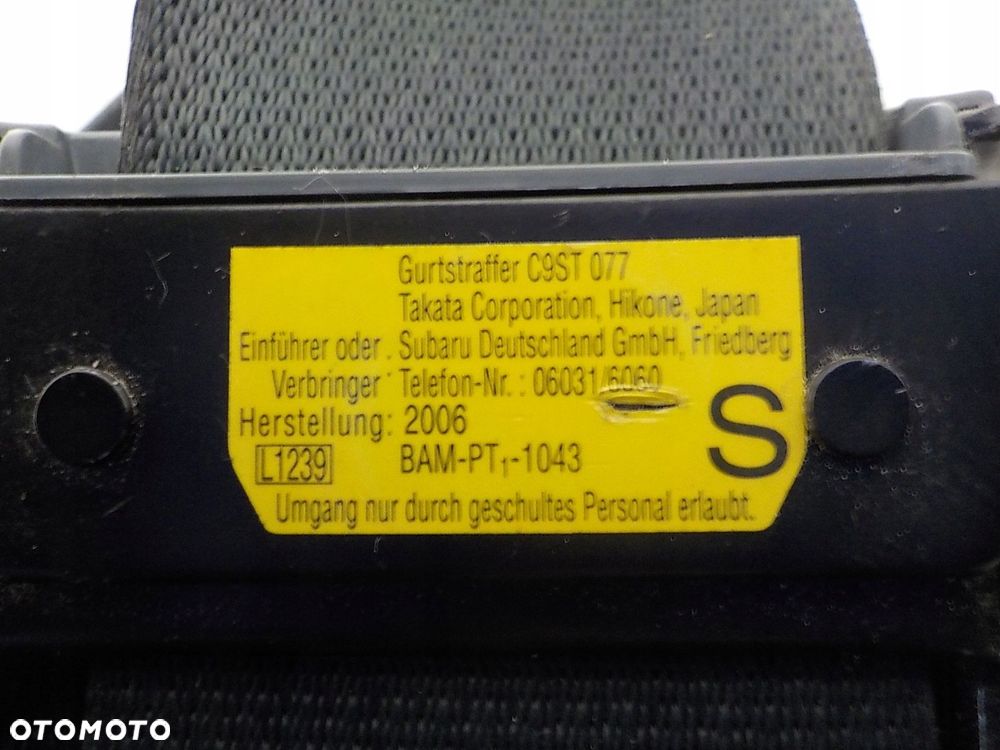 Gurtstraffer C9ST 077
Takata Corporation, Hikone, Japan
Einführer oder . Subaru Deutschland GmbH, Friedberg
Verbringer Telefon-Nr. : 06031/6060
Herstellung: 2006
L1239 BAM-PT₁-1043
S
Umgang nur durch geschultes Personal erlaubt.
OTOMOTO